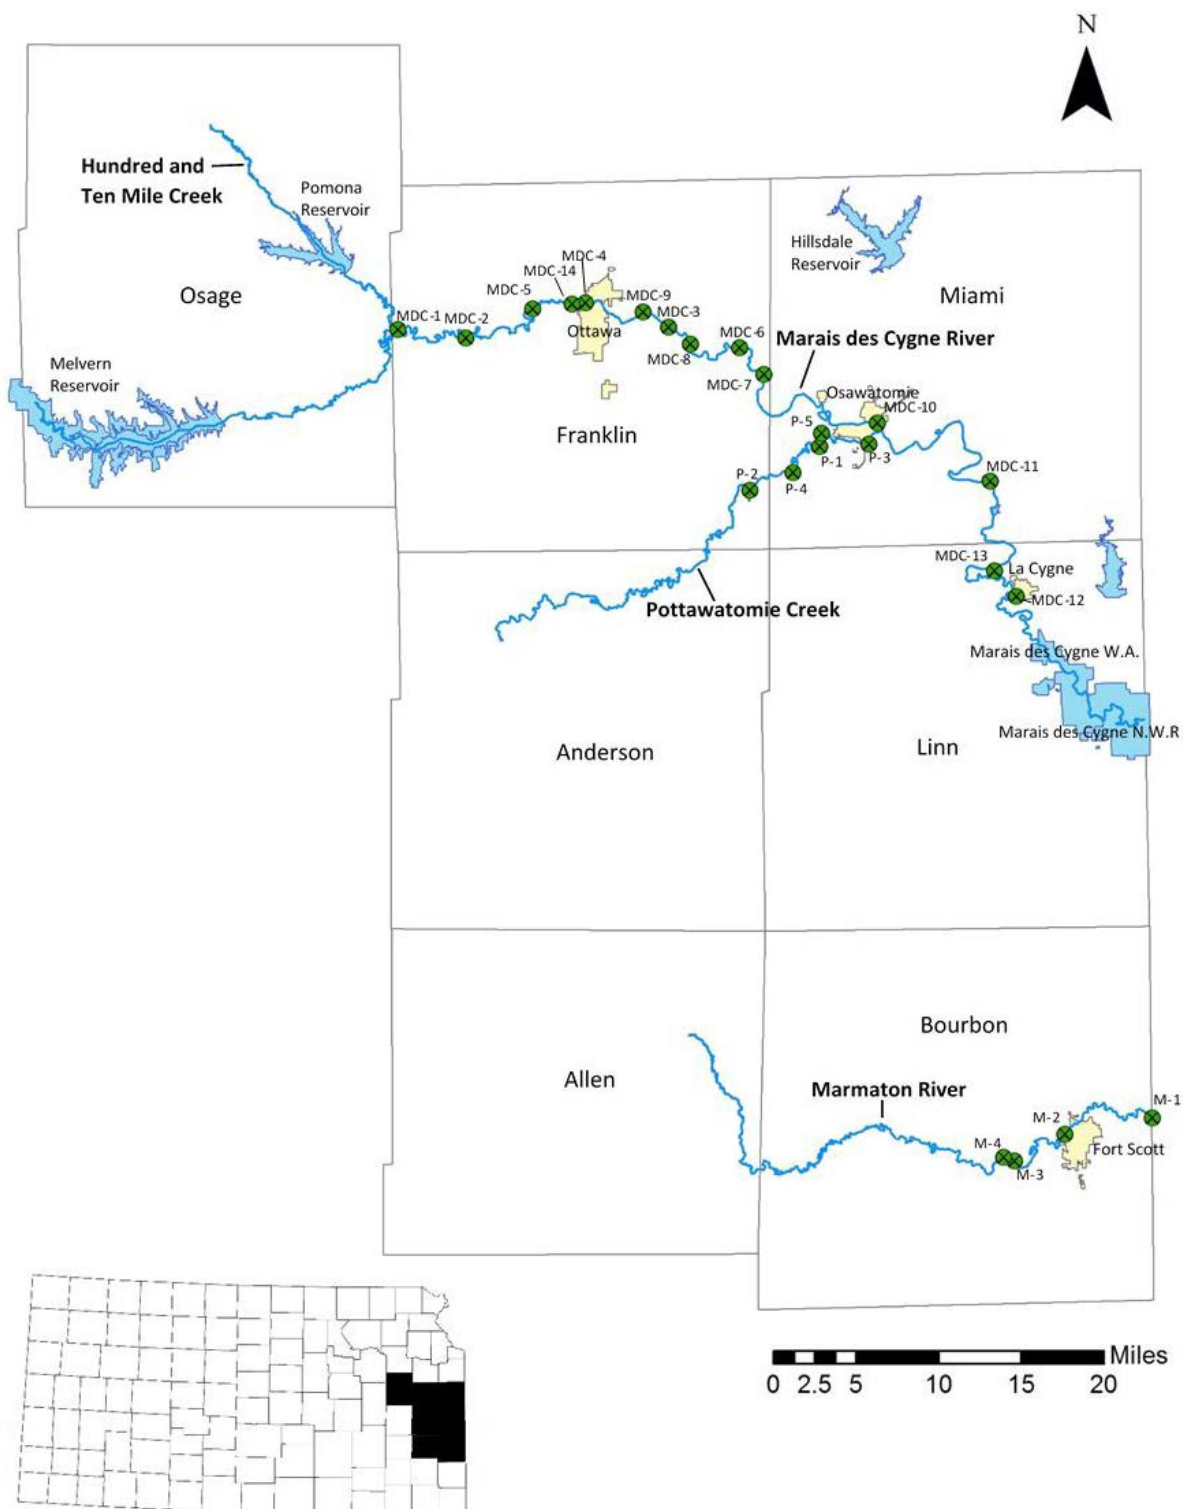 N
Hundred and
Ten Mile Creek
Pomona
Reservoir
Hillsdale
Reservoir
Osage
Miami
MDC-4
MDC-14
MDC-5
MDC-9
MDC-3
MDC-1
MDC-2
Ottawa
MDC-6
MDC-8
Marais des Cygne River
Melvern
Reservoir
MDC-7
Osawatomie
MDC-10
P-5
Franklin
P-1
P-3
P-2
P-4
MDC-11
MDC-13
La Cygne
MDC-12
Pottawatomie Creek
Marais des Cygne W.A.
Marais des Cygne N.W.R
Anderson
Linn
Bourbon
Allen
Marmaton River
M-1
M-2
M-4
Fort Scott
M-3
Miles
0 2.5 5 10 15 20